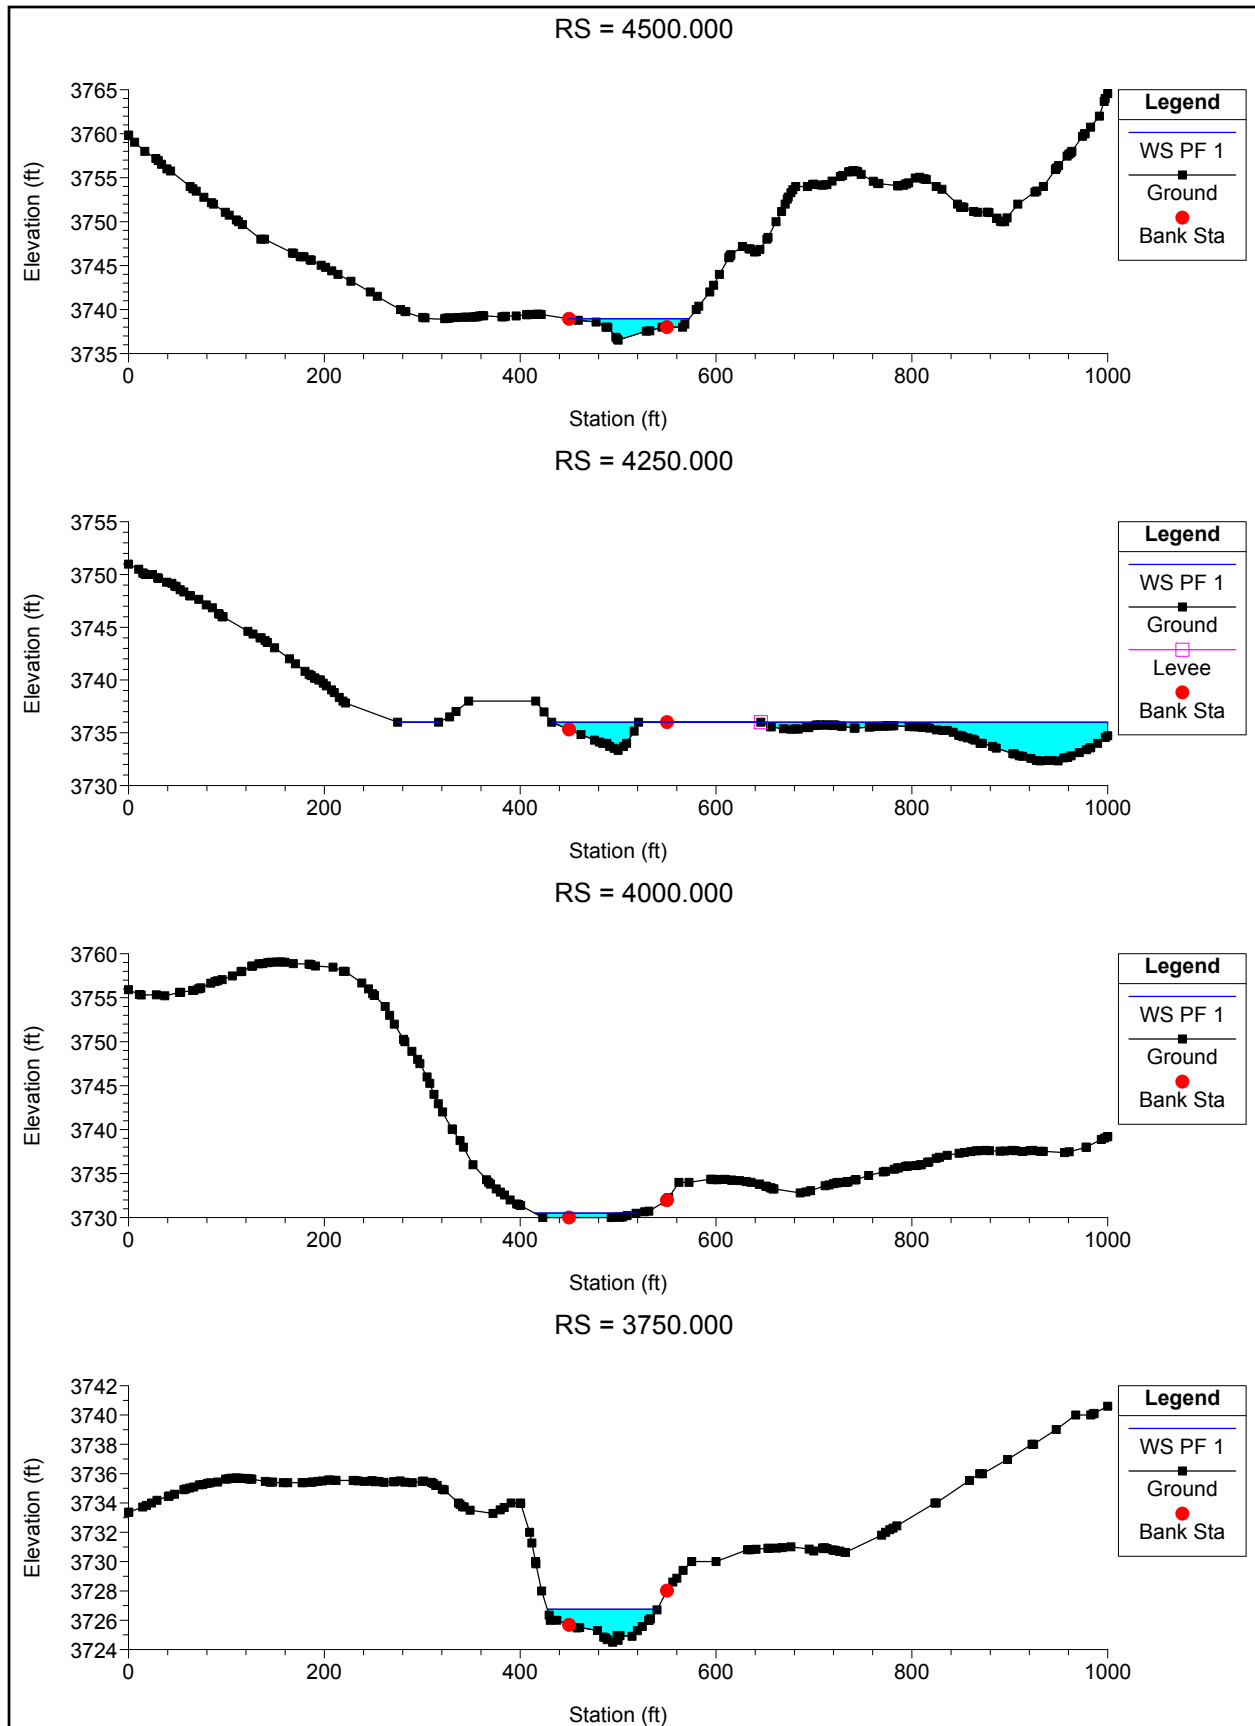 RS = 4500.000
Elevation (ft)
3765
3760
3755
3750
3745
3740
3735
0 200 400 600 800 1000
Station (ft)
Legend
WS PF 1
Ground
Bank Sta
RS = 4250.000
Elevation (ft)
3755
3750
3745
3740
3735
3730
0 200 400 600 800 1000
Station (ft)
Legend
WS PF 1
Ground
Levee
Bank Sta
RS = 4000.000
Elevation (ft)
3760
3755
3750
3745
3740
3735
3730
0 200 400 600 800 1000
Station (ft)
Legend
WS PF 1
Ground
Bank Sta
RS = 3750.000
Elevation (ft)
3742
3740
3738
3736
3734
3732
3730
3728
3726
3724
0 200 400 600 800 1000
Station (ft)
Legend
WS PF 1
Ground
Bank Sta